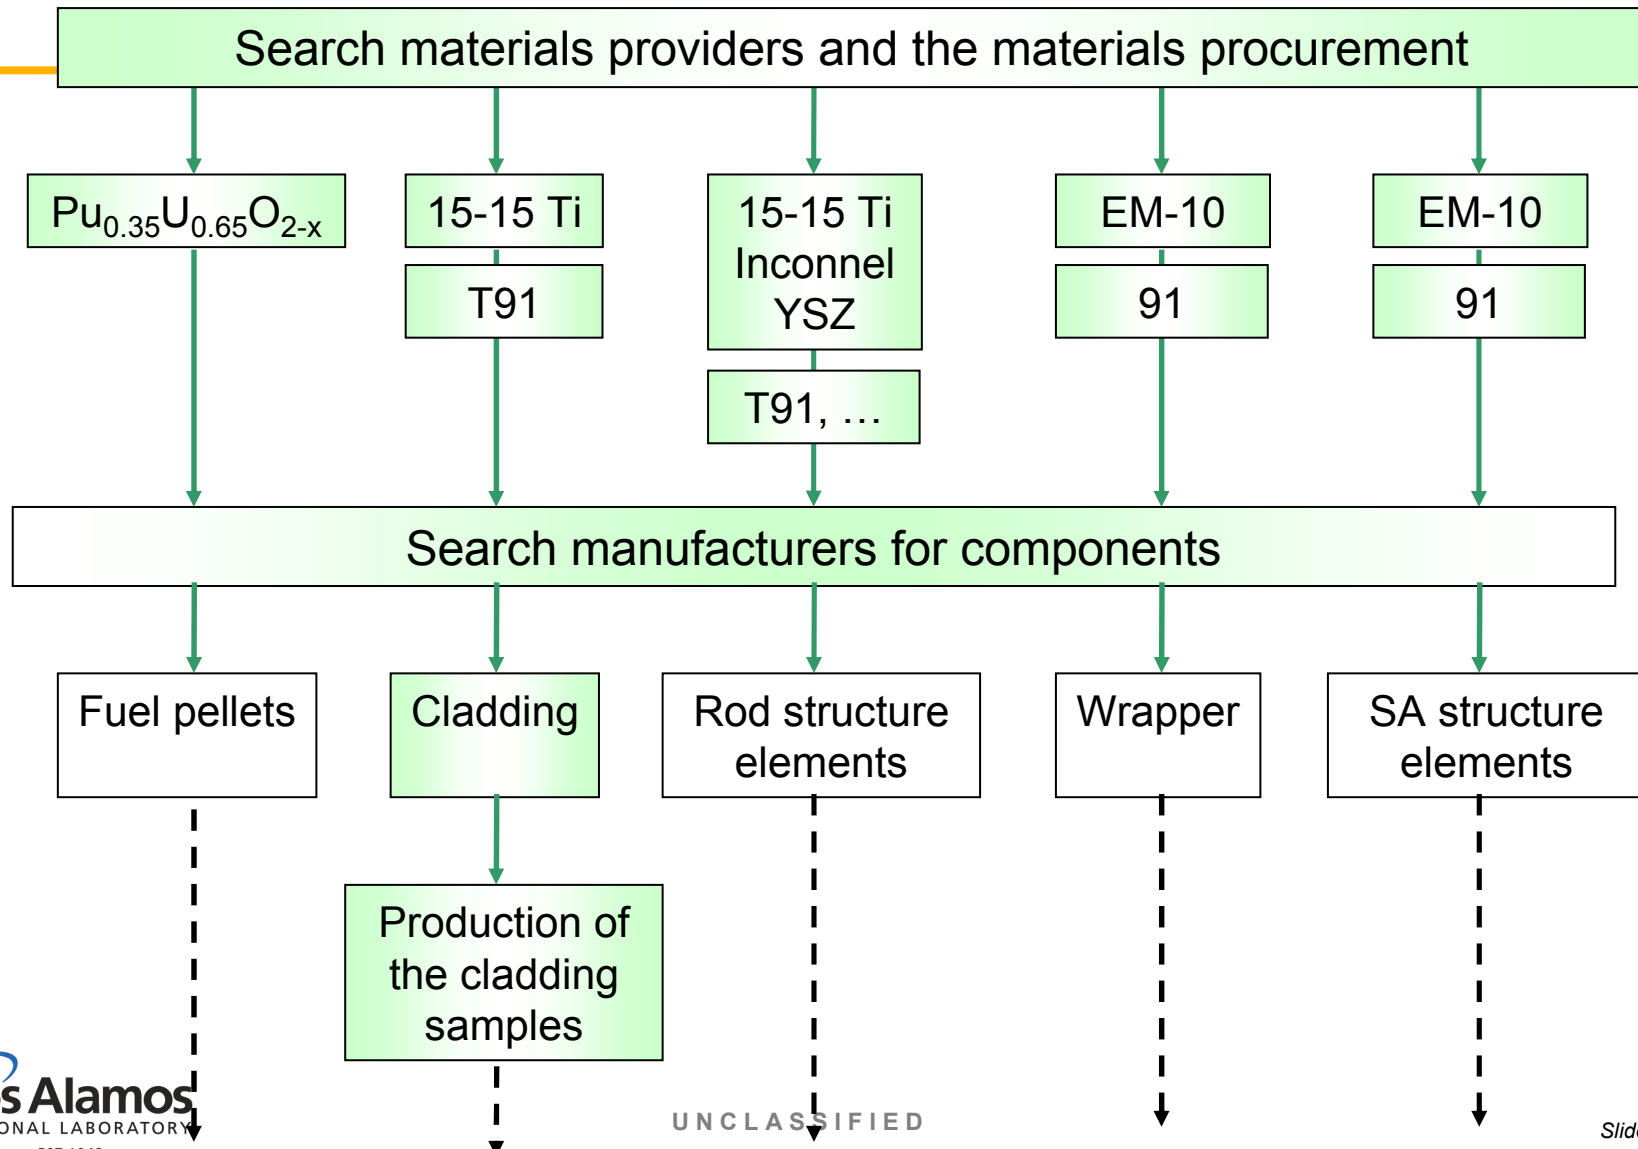 Search materials providers and the materials procurement
Pu0.35U0.65O2-x
15-15 Ti
T91
15-15 Ti
Inconnel
YSZ
T91, …
EM-10
91
EM-10
91
Search manufacturers for components
Fuel pellets
Cladding
Rod structure
elements
Wrapper
SA structure
elements
Production of
the cladding
samples
Alamos
LABORATORY
UNCLASSIFIED